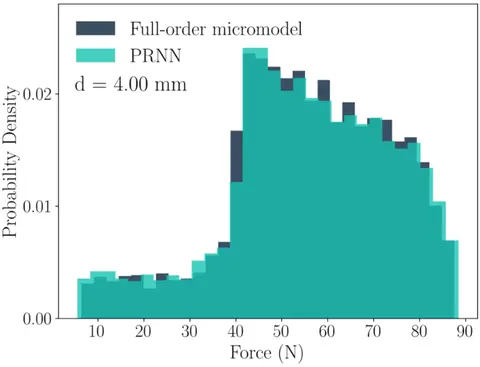 Full-order micromodel
PRNN
d = 4.00 mm
Probability Density
0.02
0.01
0.00
10 20 30 40 50 60 70 80 90
Force (N)